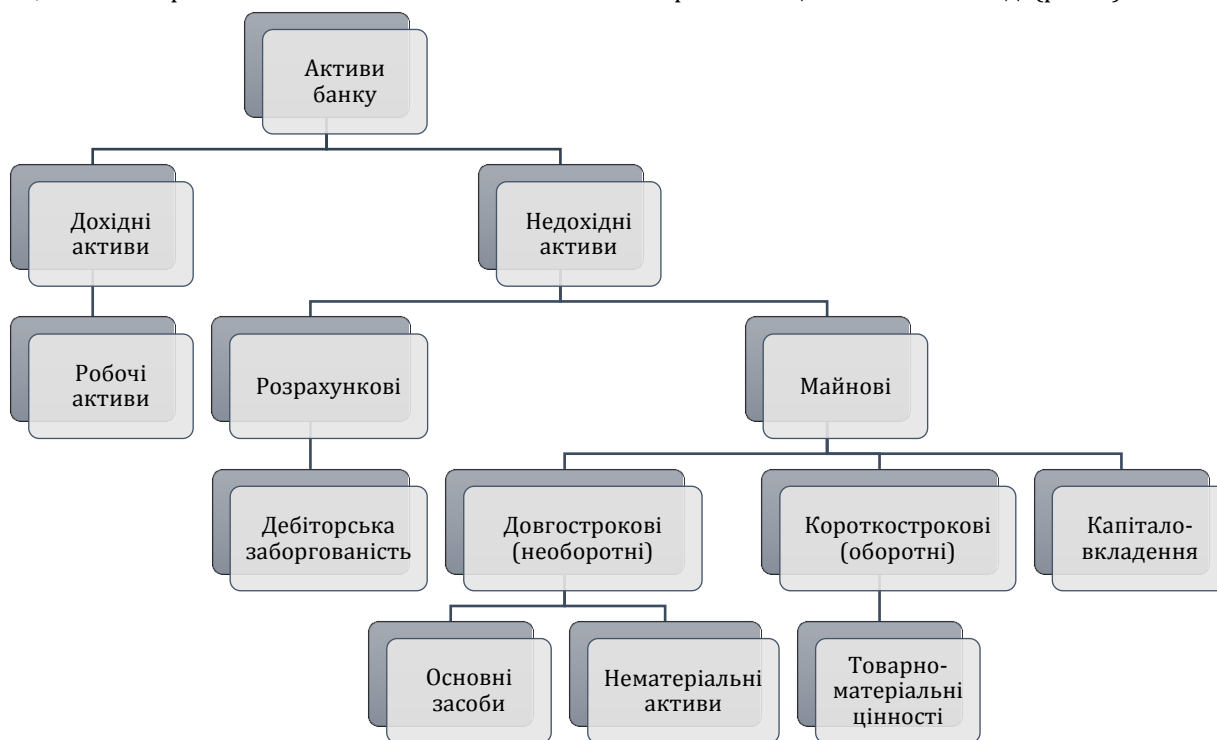 Активи
банку
Дохідні
активи
Недохідні
активи
Робочі
активи
Розрахункові
Майнові
Дебіторська
заборгованість
Довгострокові
(необоротні)
Короткострокові
(оборотні)
Капітало-
вкладення
Основні
засоби
Нематеріальні
активи
Товарно-
матеріальні
цінності